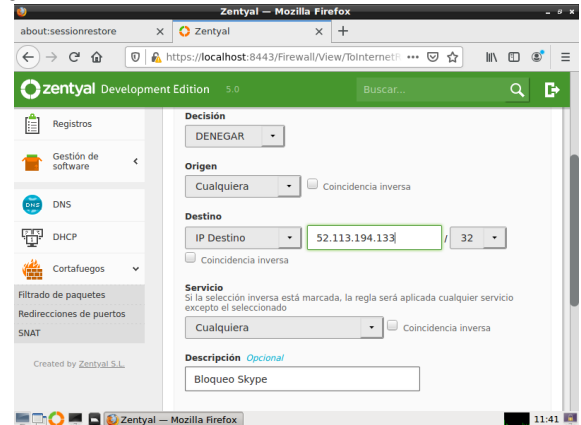 Zentyal — Mozilla Firefox
about:sessionrestore
Zentyal
https://localhost:8443/Firewall/View/ToInternetR
zentyal Development Edition 5.0
Buscar...
Registros
Gestión de
software
DNS
DHCP
Cortafuegos
Filtrado de paquetes
Redirecciones de puertos
SNAT
Created by Zentyal S.L.
Decisión
DENEGAR
Origen
Cualquiera
Coincidencia inversa
Destino
IP Destino
52.113.194.133
/ 32
Coincidencia inversa
Servicio
Si la selección inversa está marcada, la regla será aplicada cualquier servicio
excepto el seleccionado
Cualquiera
Coincidencia inversa
Descripción Opcional
Bloqueo Skype
Zentyal — Mozilla Firefox
11:41